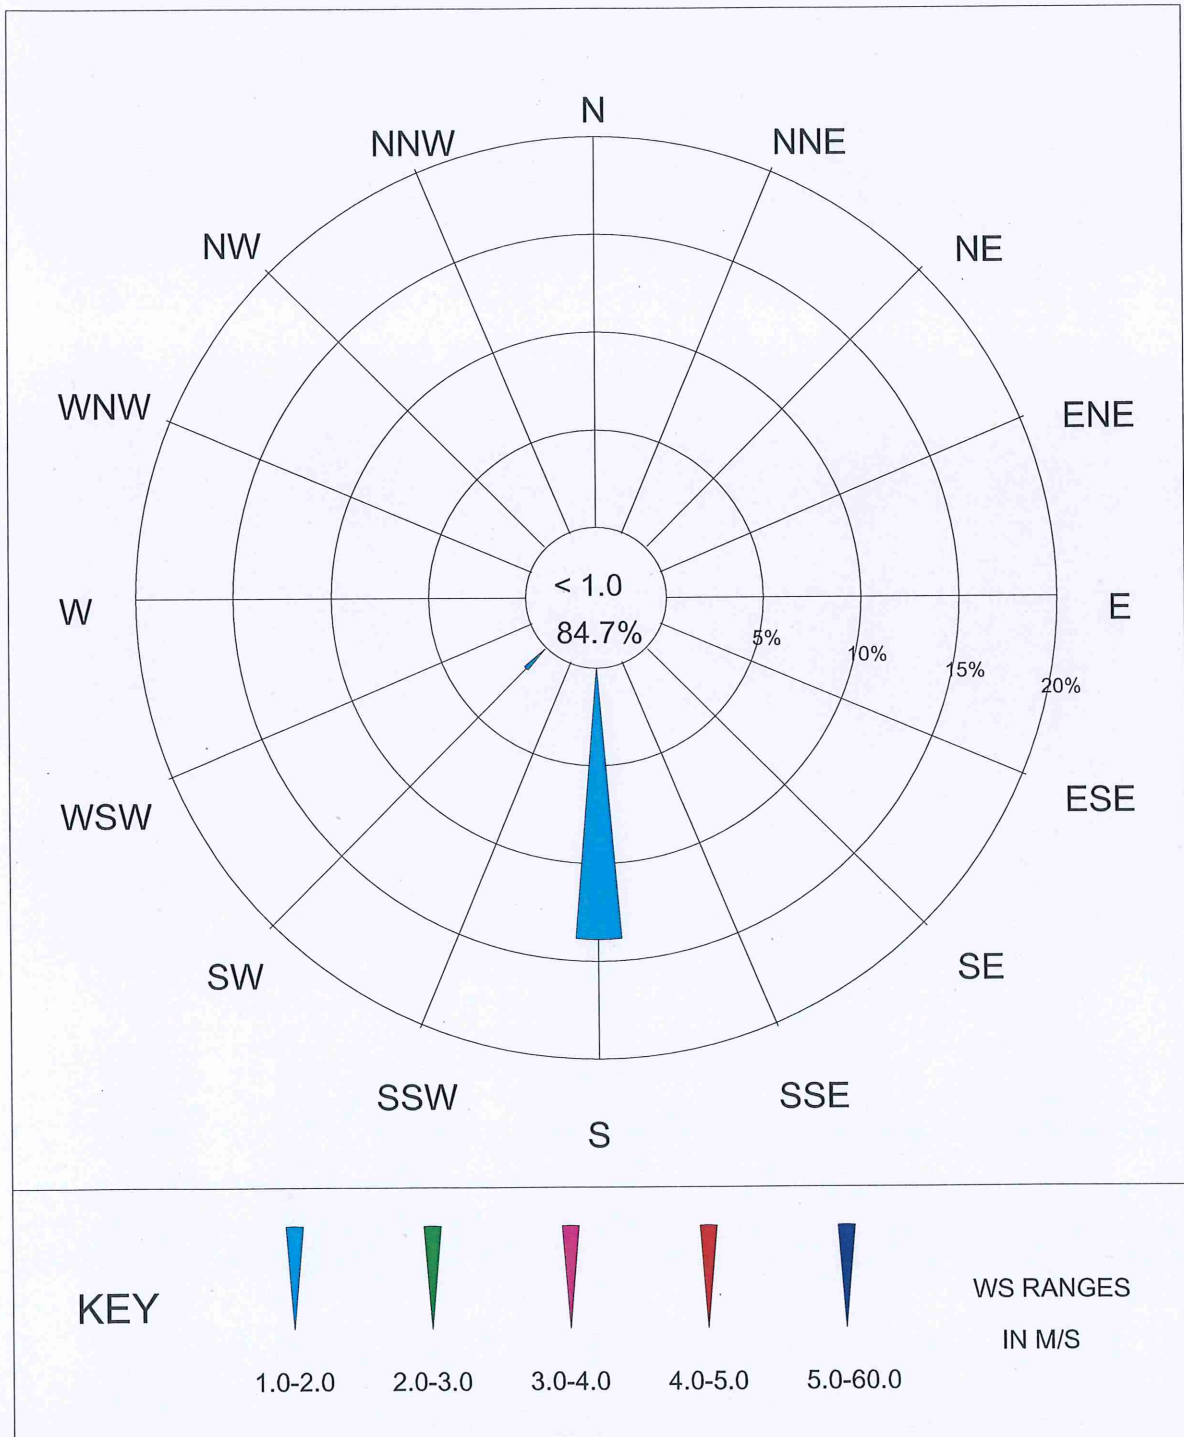 N
NNW
NNE
NW
NE
WNW
ENE
< 1.0
W
E
84.7%
5%
10%
15%
20%
WSW
ESE
SW
SE
SSW
SSE
S
KEY
WS RANGES
IN M/S
1.0-2.0
2.0-3.0
3.0-4.0
4.0-5.0
5.0-60.0